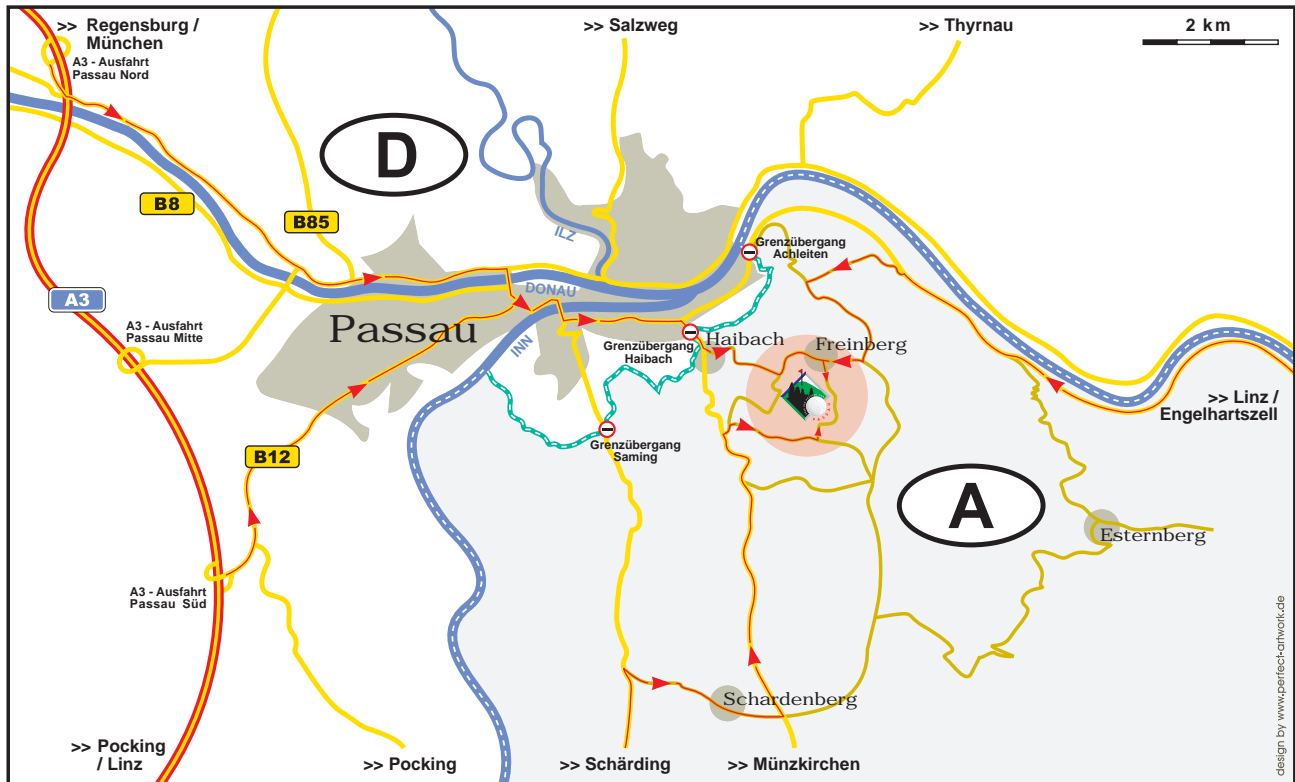 >> Regensburg /
München
A3 - Ausfahrt
Passau Nord
>> Salzweg
>> Thyrnau
2 km
D
B8
B85
ILZ
Grenzübergang
Achleiten
DONAU
A3
Passau
INN
A3 - Ausfahrt
Passau Mitte
Grenzübergang
Haibach
Haibach
Freinberg
>> Linz /
Engelhartszell
Grenzübergang
Saming
B12
A
Esternberg
A3 - Ausfahrt
Passau Süd
Schardenberg
>> Pocking
/ Linz
>> Pocking
>> Schärding
>> Münzkirchen
design by www.perfect-artwork.de